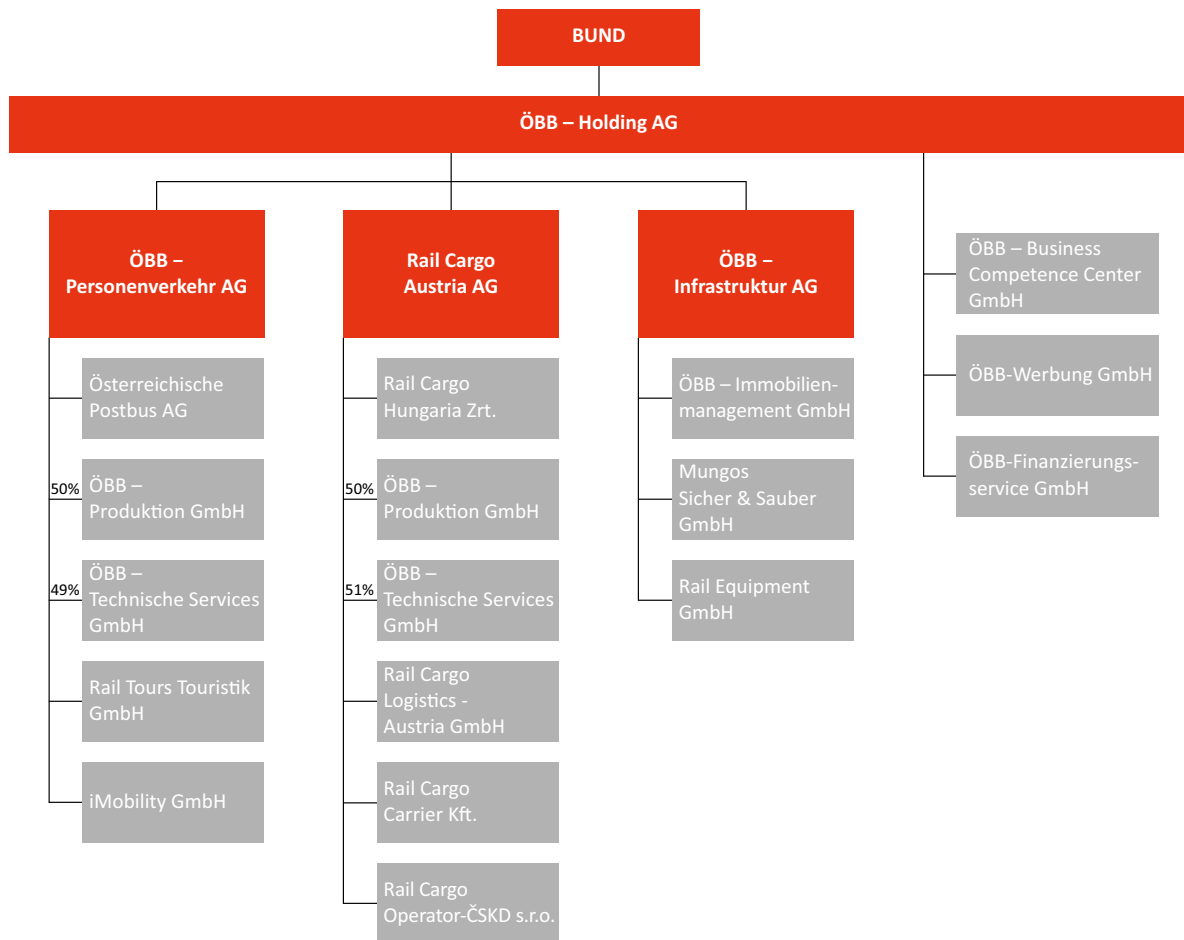 BUND
ÖBB – Holding AG
ÖBB –
Personenverkehr AG
Österreichische
Postbus AG
50%
ÖBB –
Produktion GmbH
49%
ÖBB –
Technische Services
GmbH
Rail Tours Touristik
GmbH
iMobility GmbH
Rail Cargo
Austria AG
Rail Cargo
Hungaria Zrt.
50%
ÖBB –
Produktion GmbH
51%
ÖBB –
Technische Services
GmbH
Rail Cargo
Logistics -
Austria GmbH
Rail Cargo
Carrier Kft.
Rail Cargo
Operator-ČSKD s.r.o.
ÖBB –
Infrastruktur AG
ÖBB – Immobilien-
management GmbH
Mungos
Sicher & Sauber
GmbH
Rail Equipment
GmbH
ÖBB – Business
Competence Center
GmbH
ÖBB-Werbung GmbH
ÖBB-Finanzierungs-
service GmbH